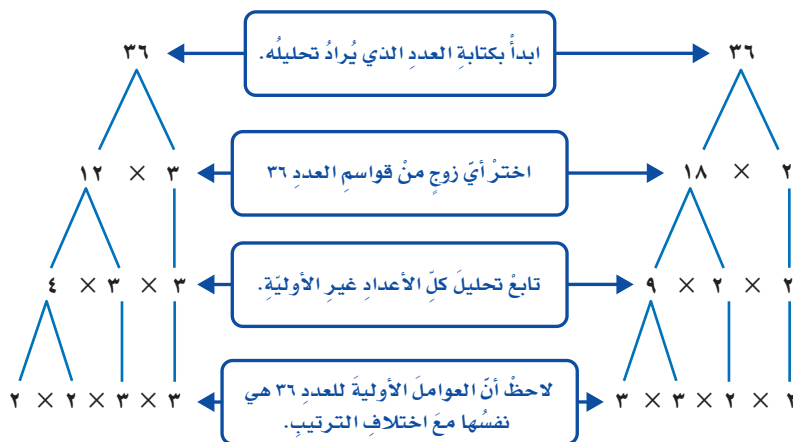 ٣٦
ابدأْ بكتابةِ العددِ الذي يُرادُ تحليلُه.
٣٦
٢ × ١٨
اخترْ أيّ زوجٍ منْ قواسمِ العددِ ٣٦
٣ × ١٢
٢ × ٢ × ٩
تابعْ تحليلَ كلِّ الأعدادِ غيرِ الأوليّةِ.
٣ × ٣ × ٤
٢ × ٢ × ٣ × ٣
لاحظْ أنّ العواملَ الأوليةَ للعددِ ٣٦ هي
نفسُها معَ اختلافِ الترتيبِ.
٣ × ٣ × ٢ × ٢